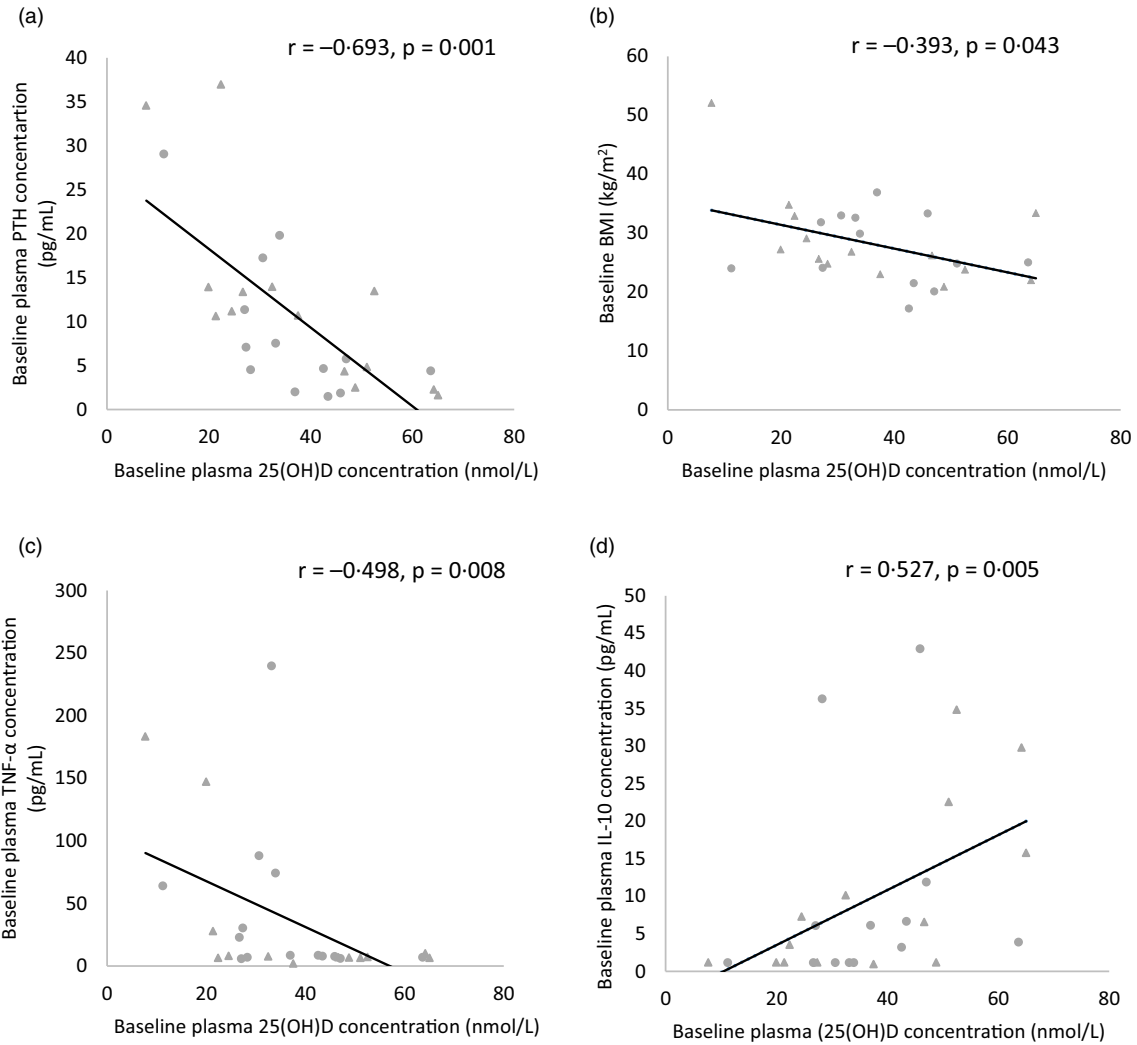 (a)
r = –0·693, p = 0·001
40
35
30
25
20
15
10
5
0
Baseline plasma PTH concentartion
(pg/mL)
0 20 40 60 80
Baseline plasma 25(OH)D concentration (nmol/L)
(b)
r = –0·393, p = 0·043
60
50
40
30
20
10
0
Baseline BMI (kg/m²)
0 20 40 60 80
Baseline plasma 25(OH)D concentration (nmol/L)
(c)
r = –0·498, p = 0·008
300
250
200
150
100
50
0
Baseline plasma TNF-α concentration
(pg/mL)
0 20 40 60 80
Baseline plasma 25(OH)D concentration (nmol/L)
(d)
r = 0·527, p = 0·005
50
45
40
35
30
25
20
15
10
5
0
Baseline plasma IL-10 concentration (pg/mL)
0 20 40 60 80
Baseline plasma (25(OH)D concentration (nmol/L)